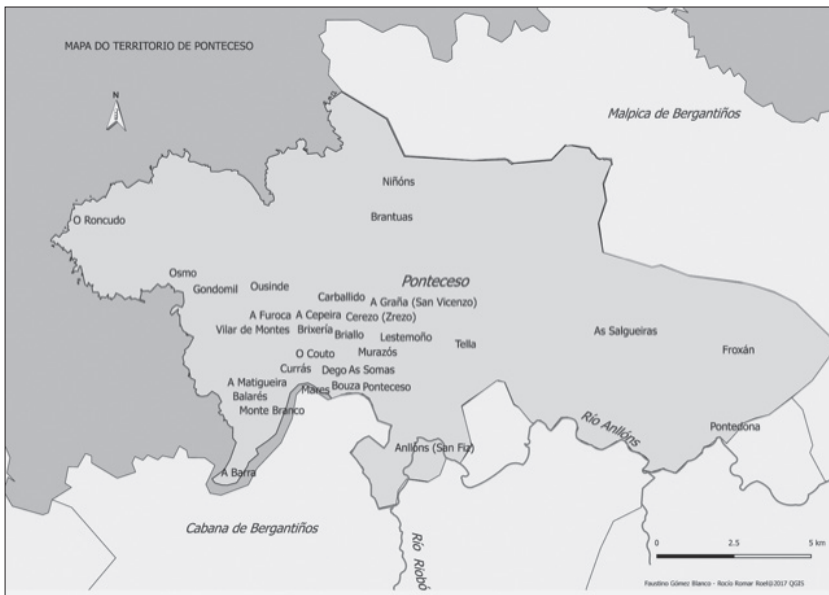 MAPA DO TERRITORIO DE PONTECESO
N
Malpica de Bergantiños
Niñóns
Brantuas
O Roncudo
Osmo
Gondomil
Ousinde
Ponteceso
Carballido
A Graña (San Vicenzo)
A Furoca
A Cepeira
Cerezo (Zrezo)
Vilar de Montes
Brixería
Briallo
Lestemoño
Tella
As Salgueiras
Froxán
O Couto
Murazós
Currás
Dego
As Somas
A Matigueira
Mares
Bouza
Ponteceso
Balarés
Monte Branco
Río Anllóns
Pontedona
Anllóns (San Fiz)
A Barra
Cabana de Bergantiños
Río Riobó
0
2.5
5 km
Faustino Gómez Blanco - Rocío Romar Roel@2017 QGIS